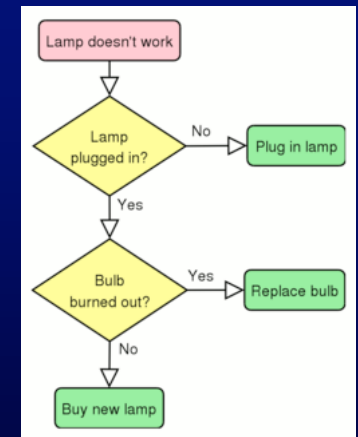 Lamp doesn't work
Lamp
plugged in?
No
Plug in lamp
Yes
Bulb
burned out?
Yes
Replace bulb
No
Buy new lamp